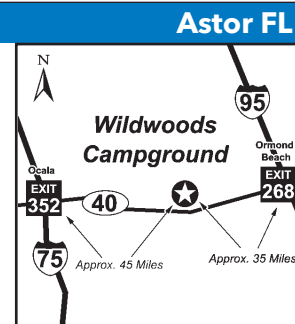 Astor FL
N
95
Wildwoods
Campground
Ormond
Beach
Ocala
EXIT
352
40
EXIT
268
75
Approx. 45 Miles
Approx. 35 Miles